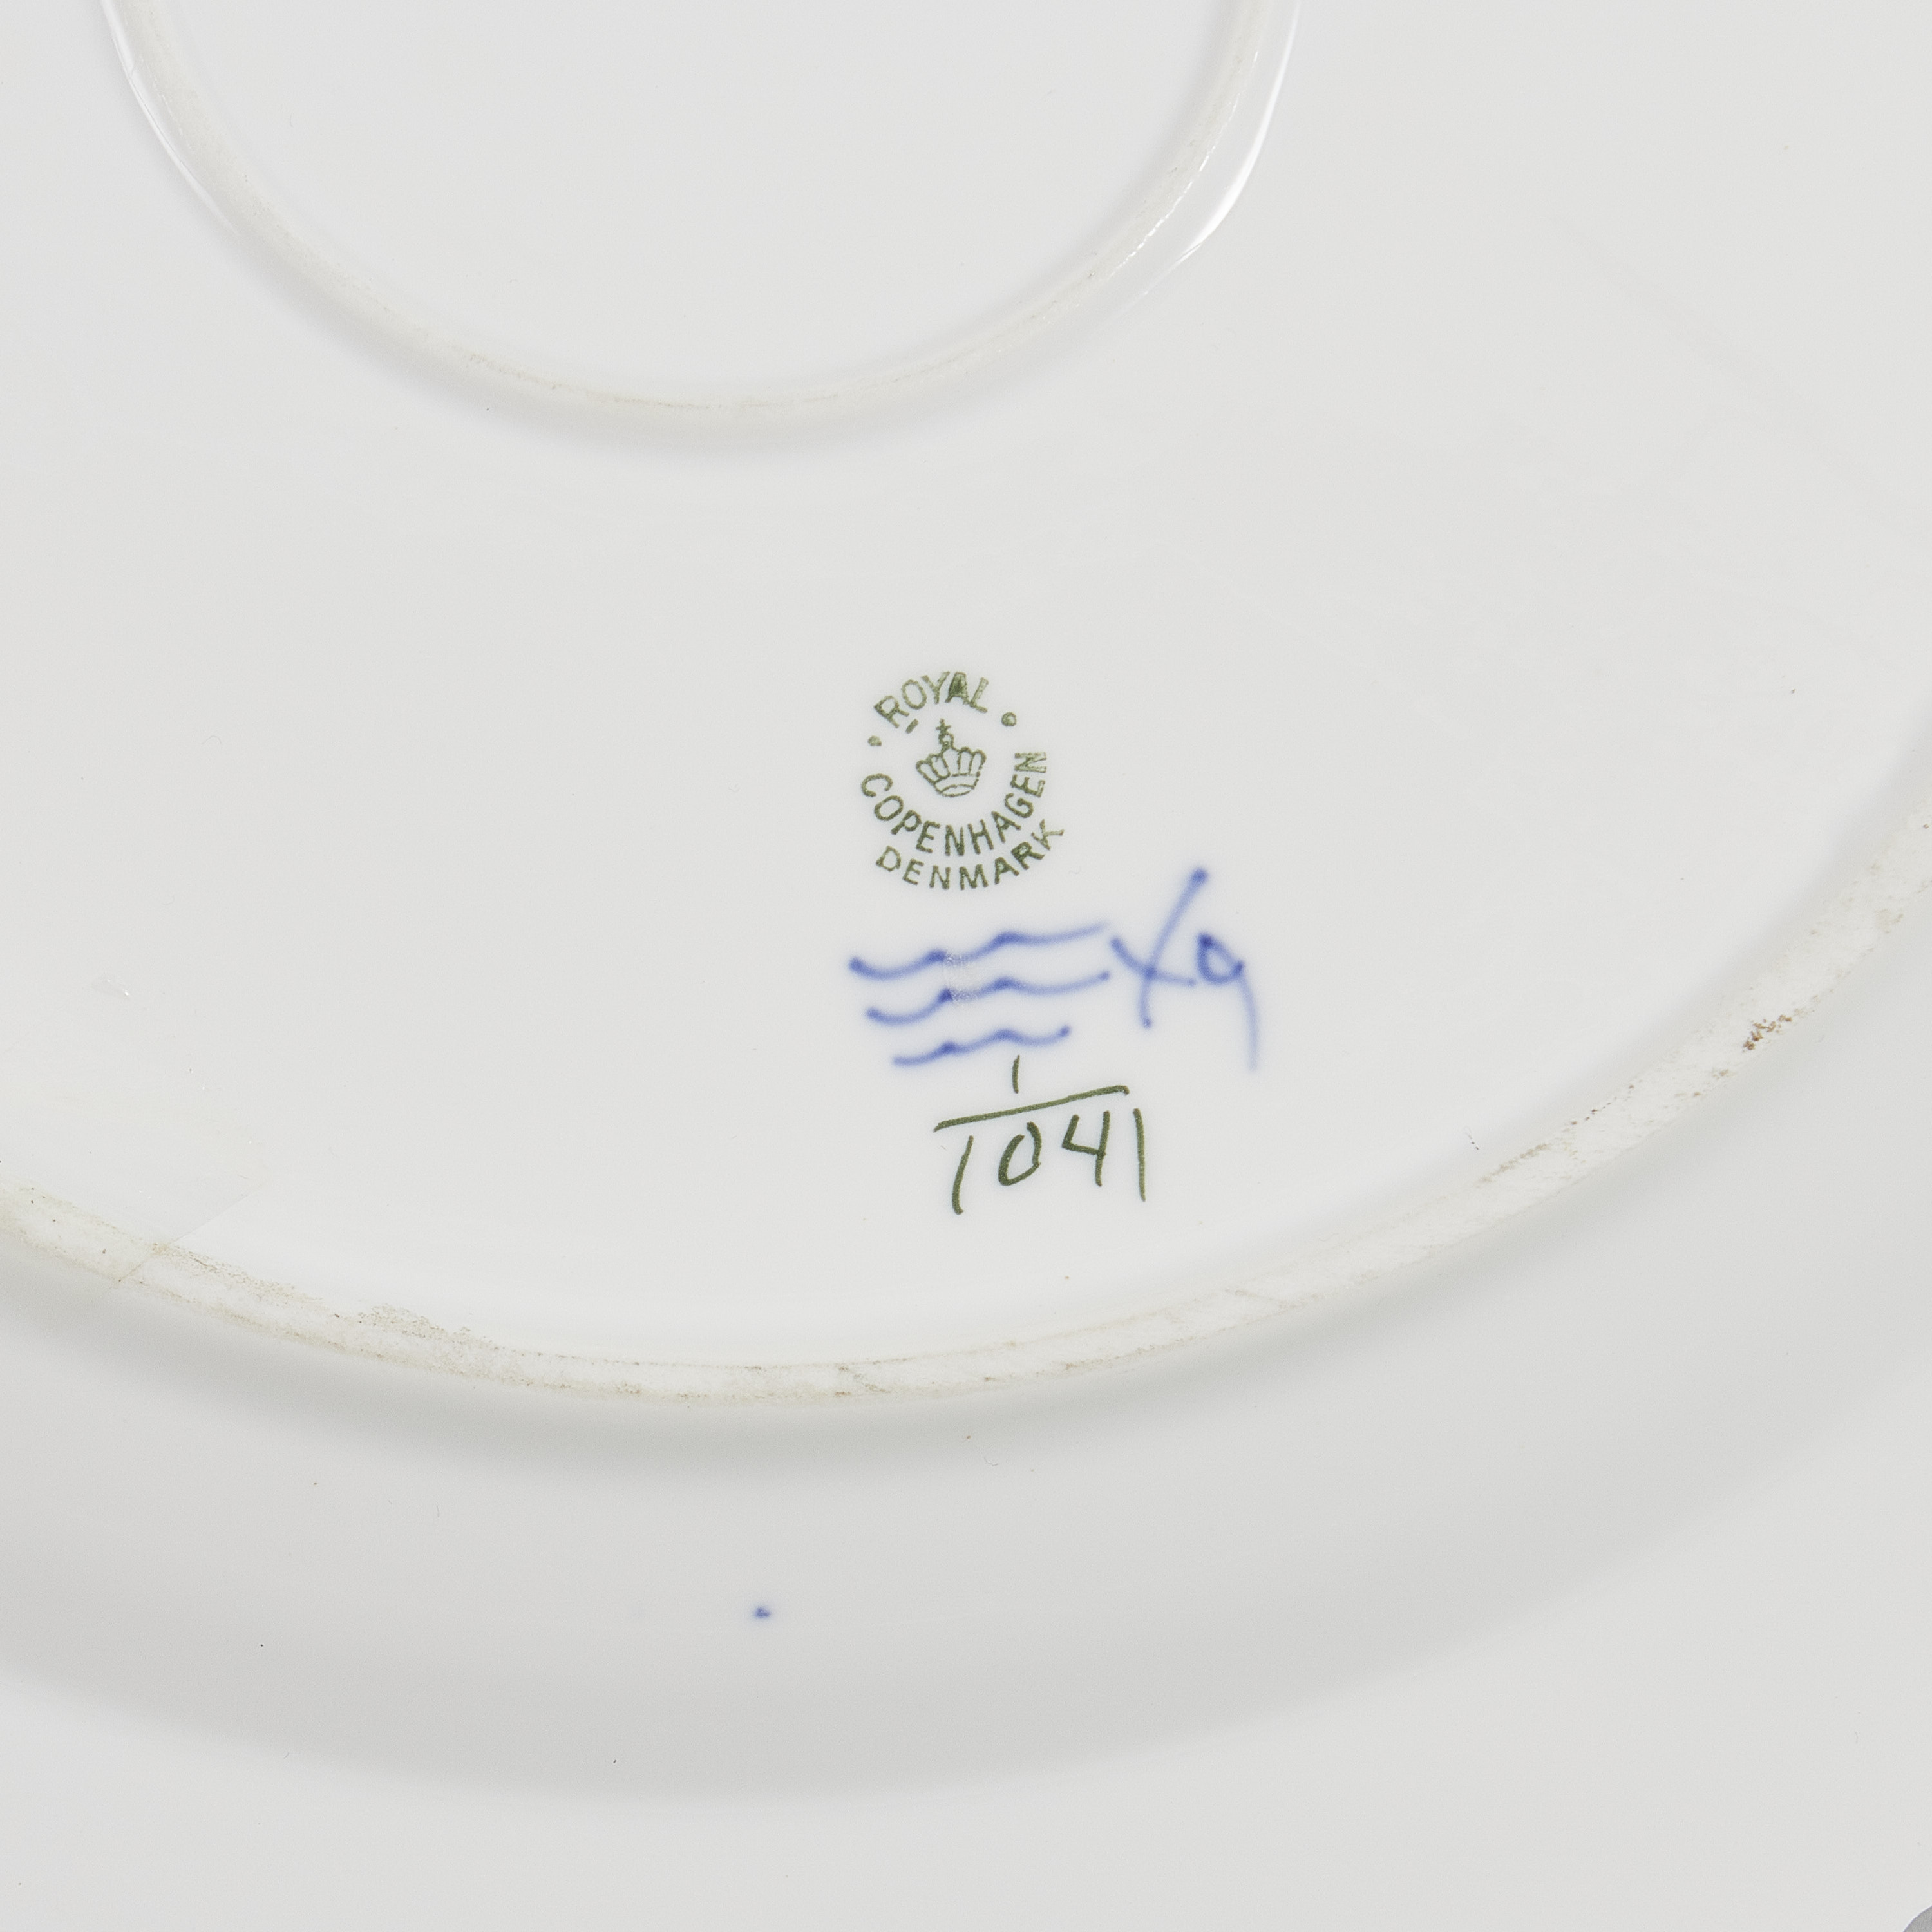 ROYAL
COPENHAGEN
DENMARK
1
1041